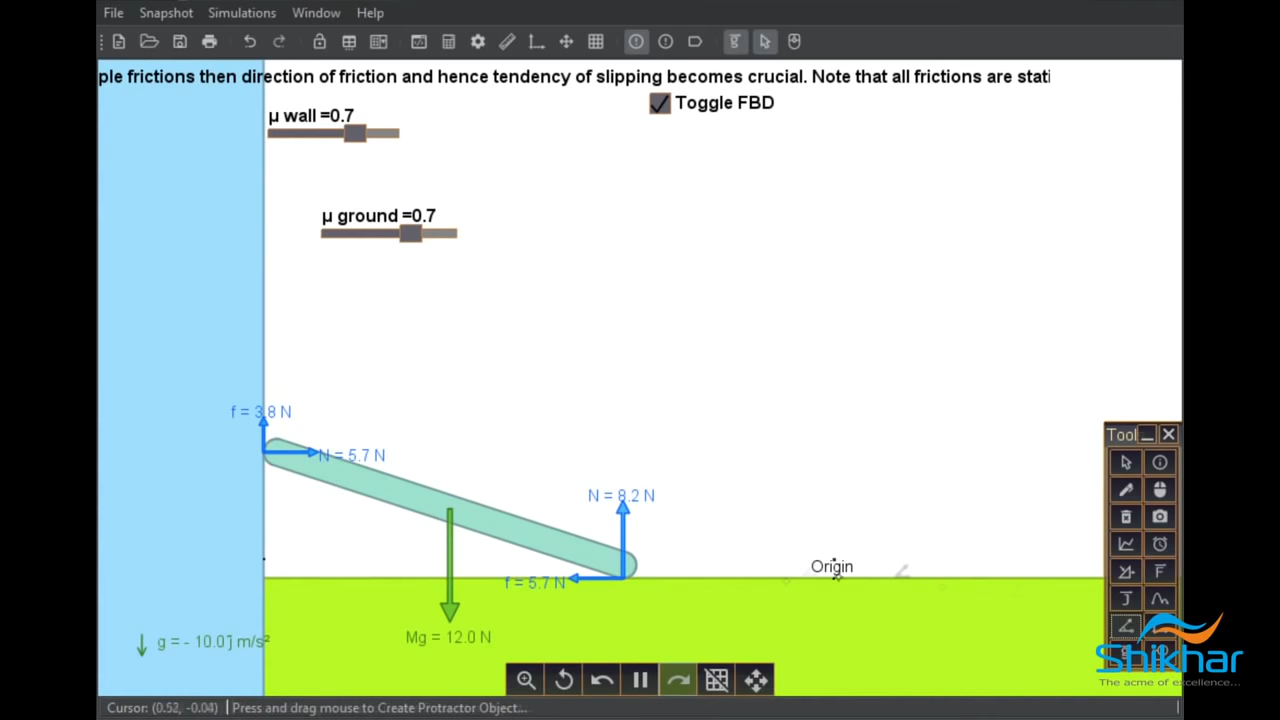 File Snapshot Simulations Window Help
ple frictions then direction of friction and hence tendency of slipping becomes crucial. Note that all frictions are stati
Toggle FBD
μ wall =0.7
μ ground =0.7
f = 3.8 N
N = 5.7 N
N = 8.2 N
Origin
f = 5.7 N
Mg = 12.0 N
g = - 10.0 ĵ m/s²
Tool
Shikhar
The acme of excellence...
Cursor: (0.52, -0.04) Press and drag mouse to Create Protractor Object...